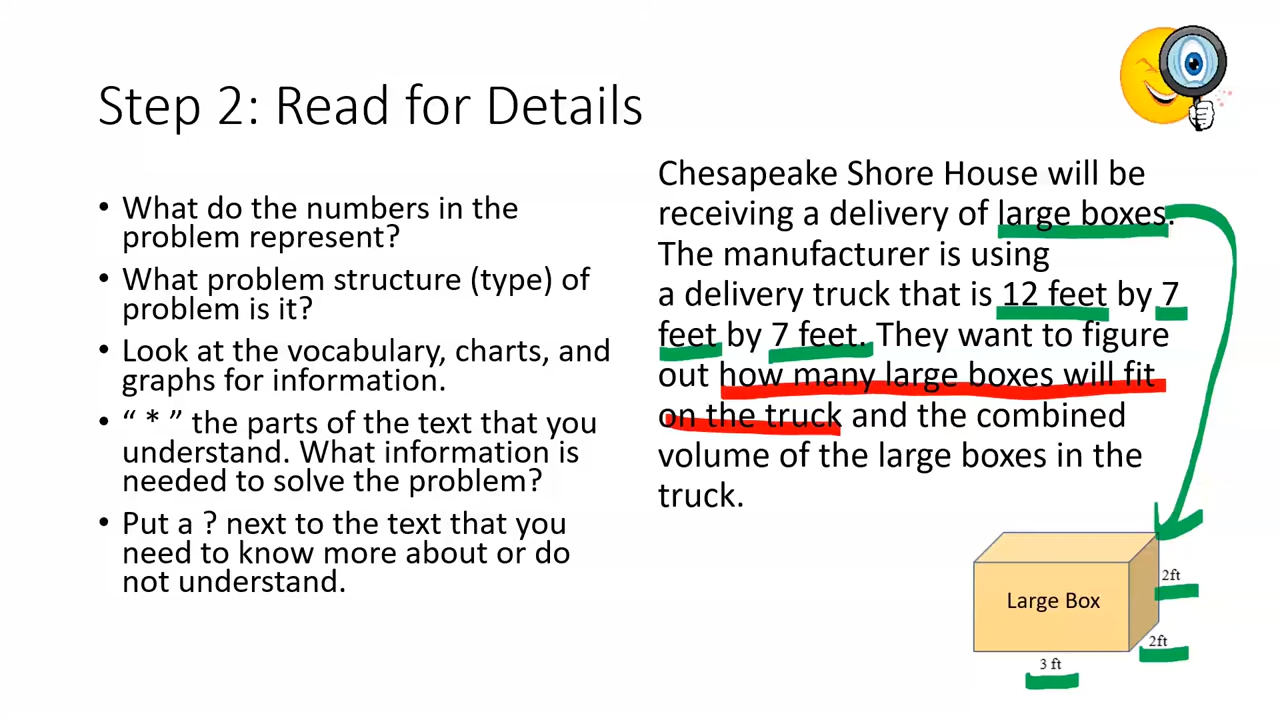 Step 2: Read for Details
• What do the numbers in the
problem represent?
• What problem structure (type) of
problem is it?
• Look at the vocabulary, charts, and
graphs for information.
• “ * ” the parts of the text that you
understand. What information is
needed to solve the problem?
• Put a ? next to the text that you
need to know more about or do
not understand.
Chesapeake Shore House will be
receiving a delivery of large boxes.
The manufacturer is using
a delivery truck that is 12 feet by 7
feet by 7 feet. They want to figure
out how many large boxes will fit
on the truck and the combined
volume of the large boxes in the
truck.
2ft
Large Box
2ft
3 ft